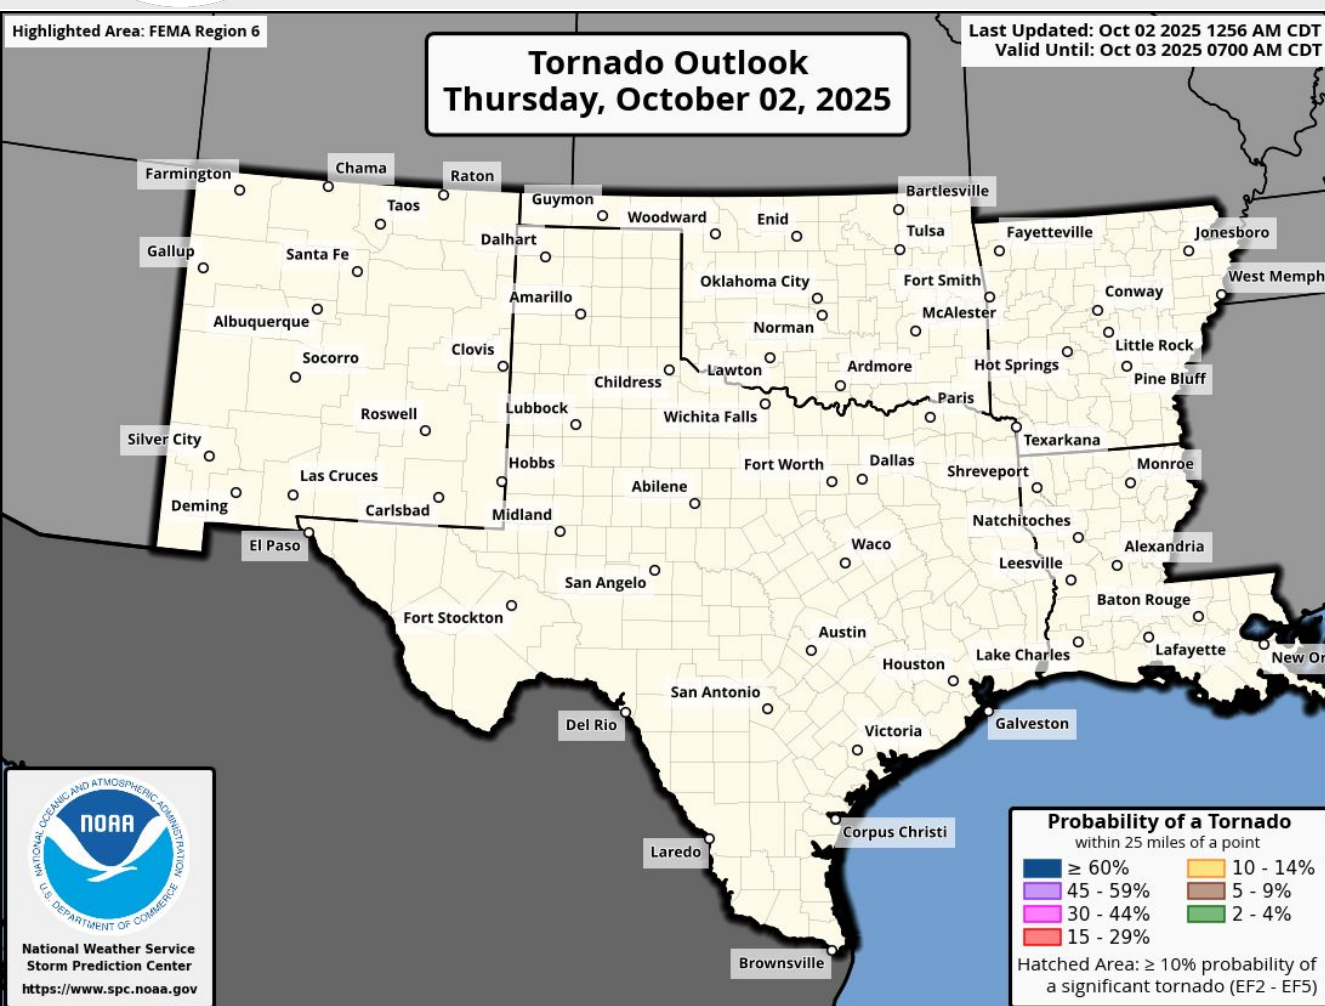 Highlighted Area: FEMA Region 6
Last Updated: Oct 02 2025 1256 AM CDT
Valid Until: Oct 03 2025 0700 AM CDT
Tornado Outlook
Thursday, October 02, 2025
Farmington
Chama
Raton
Taos
Guymon
Woodward
Enid
Bartlesville
Tulsa
Fayetteville
Jonesboro
Gallup
Santa Fe
Dalhart
Oklahoma City
Fort Smith
West Memph
Conway
Amarillo
Albuquerque
Norman
McAlester
Little Rock
Socorro
Clovis
Childress
Lawton
Ardmore
Hot Springs
Pine Bluff
Roswell
Lubbock
Wichita Falls
Paris
Texarkana
Silver City
Las Cruces
Hobbs
Fort Worth
Dallas
Shreveport
Monroe
Deming
Carlsbad
Midland
Abilene
Natchitoches
El Paso
Waco
Alexandria
San Angelo
Leesville
Fort Stockton
Baton Rouge
Austin
Houston
Lake Charles
Lafayette
New Or
San Antonio
Del Rio
Victoria
Galveston
Laredo
Corpus Christi
Brownsville
NATIONAL OCEANIC AND ATMOSPHERIC ADMINISTRATION
NOAA
U.S. DEPARTMENT OF COMMERCE
National Weather Service
Storm Prediction Center
https://www.spc.noaa.gov
Probability of a Tornado
within 25 miles of a point
≥ 60%
10 - 14%
45 - 59%
5 - 9%
30 - 44%
2 - 4%
15 - 29%
Hatched Area: ≥ 10% probability of
a significant tornado (EF2 - EF5)